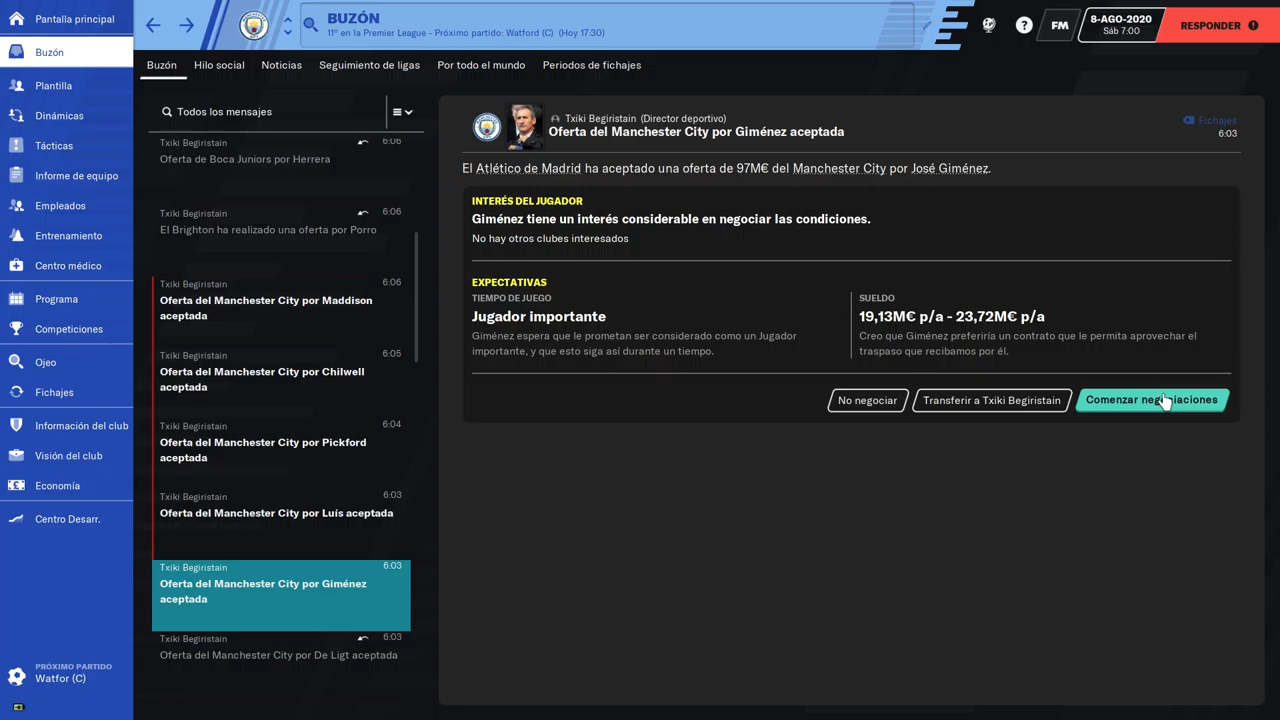 Pantalla principal
Buzón
Plantilla
Dinámicas
Tácticas
Informe de equipo
Empleados
Entrenamiento
Centro médico
Programa
Competiciones
Ojeo
Fichajes
Información del club
Visión del club
Economía
Centro Desarr.
PRÓXIMO PARTIDO
Watfor (C)
BUZÓN
11º en la Premier League - Próximo partido: Watford (C) (Hoy 17:30)
?
FM
8-AGO-2020
Sáb 7:00
RESPONDER
Buzón Hilo social Noticias Seguimiento de ligas Por todo el mundo Periodos de fichajes
Todos los mensajes
Txiki Begiristain 6:06
Oferta de Boca Juniors por Herrera
Txiki Begiristain 6:06
El Brighton ha realizado una oferta por Porro
Txiki Begiristain 6:06
Oferta del Manchester City por Maddison
aceptada
Txiki Begiristain 6:05
Oferta del Manchester City por Chilwell
aceptada
Txiki Begiristain 6:04
Oferta del Manchester City por Pickford
aceptada
Txiki Begiristain 6:03
Oferta del Manchester City por Luís aceptada
Txiki Begiristain 6:03
Oferta del Manchester City por Giménez
aceptada
Txiki Begiristain 6:03
Oferta del Manchester City por De Ligt aceptada
Txiki Begiristain (Director deportivo)
Oferta del Manchester City por Giménez aceptada
Fichajes
6:03
El Atlético de Madrid ha aceptado una oferta de 97M€ del Manchester City por José Giménez.
INTERÉS DEL JUGADOR
Giménez tiene un interés considerable en negociar las condiciones.
No hay otros clubes interesados
EXPECTATIVAS
TIEMPO DE JUEGO
Jugador importante
Giménez espera que le prometan ser considerado como un Jugador
importante, y que esto siga así durante un tiempo.
SUELDO
19,13M€ p/a - 23,72M€ p/a
Creo que Giménez preferiría un contrato que le permita aprovechar el
traspaso que recibamos por él.
No negociar
Transferir a Txiki Begiristain
Comenzar negociaciones